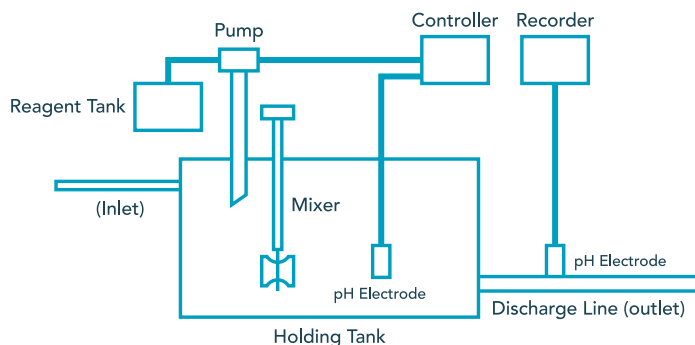 Controller
Recorder
Pump
Reagent Tank
(Inlet)
Mixer
pH Electrode
pH Electrode
Discharge Line (outlet)
Holding Tank